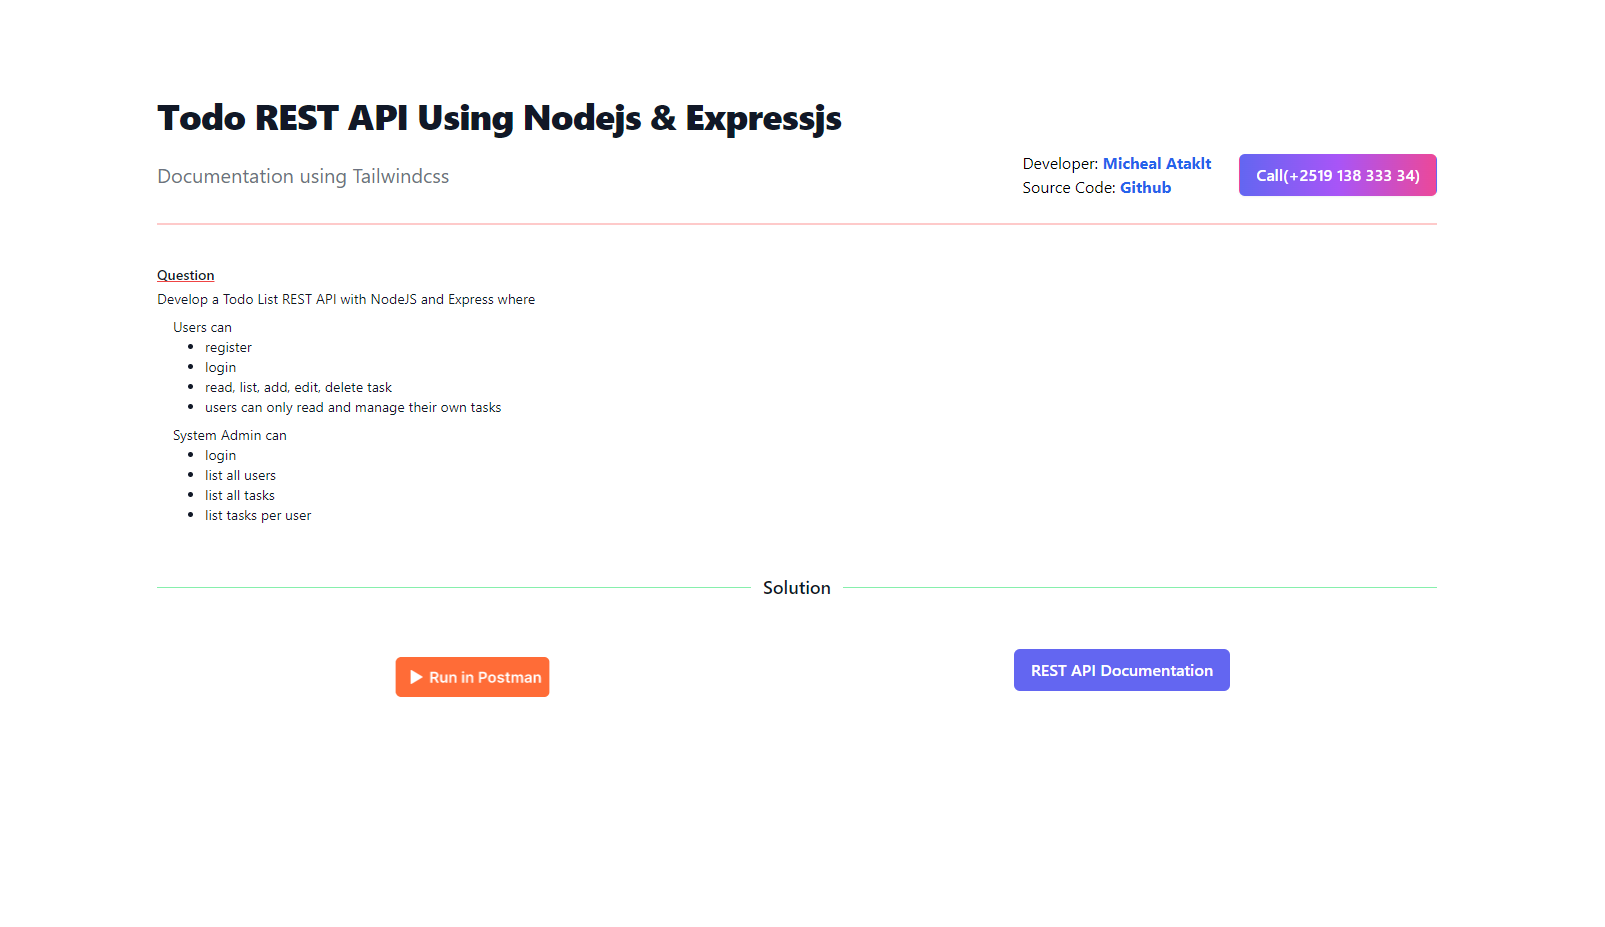 Todo REST API Using Nodejs & Expressjs
Documentation using Tailwindcss
Developer: Micheal Ataklt
Source Code: Github
Call(+2519 138 333 34)
Question
Develop a Todo List REST API with NodeJS and Express where
Users can
register
login
read, list, add, edit, delete task
users can only read and manage their own tasks
System Admin can
login
list all users
list all tasks
list tasks per user
Solution
Run in Postman
REST API Documentation